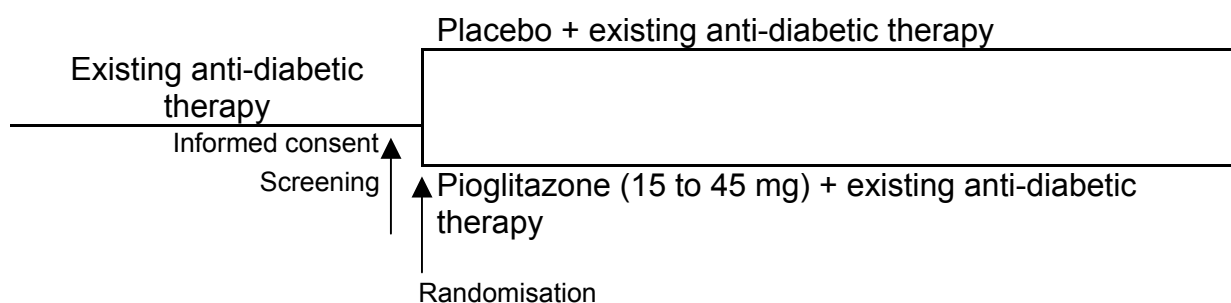 Placebo + existing anti-diabetic therapy
Existing anti-diabetic
therapy
Informed consent
Screening
Pioglitazone (15 to 45 mg) + existing anti-diabetic
therapy
Randomisation